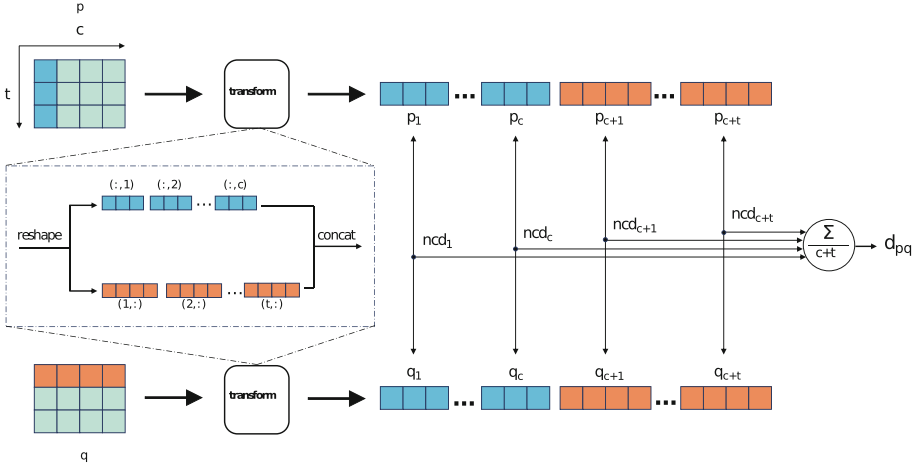 p
c
t
transform
p1
pc
pc+1
pc+t
(:,1) (:,2) ... (:,c)
reshape
concat
(1,:) (2,:) ... (t,:)
ncd1
ncdc
ncdc+1
ncdc+t
Σ
c+t
dpq
q1
qc
qc+1
qc+t
transform
q